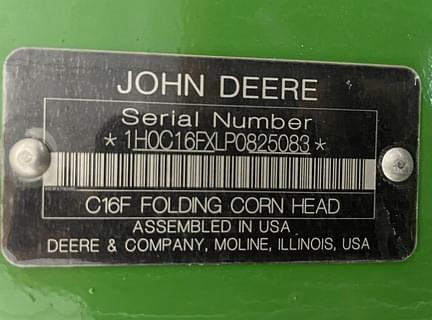 JOHN DEERE
Serial Number
*1H0C16FXLP0825083*
C16F FOLDING CORN HEAD
ASSEMBLED IN USA
DEERE & COMPANY, MOLINE, ILLINOIS, USA